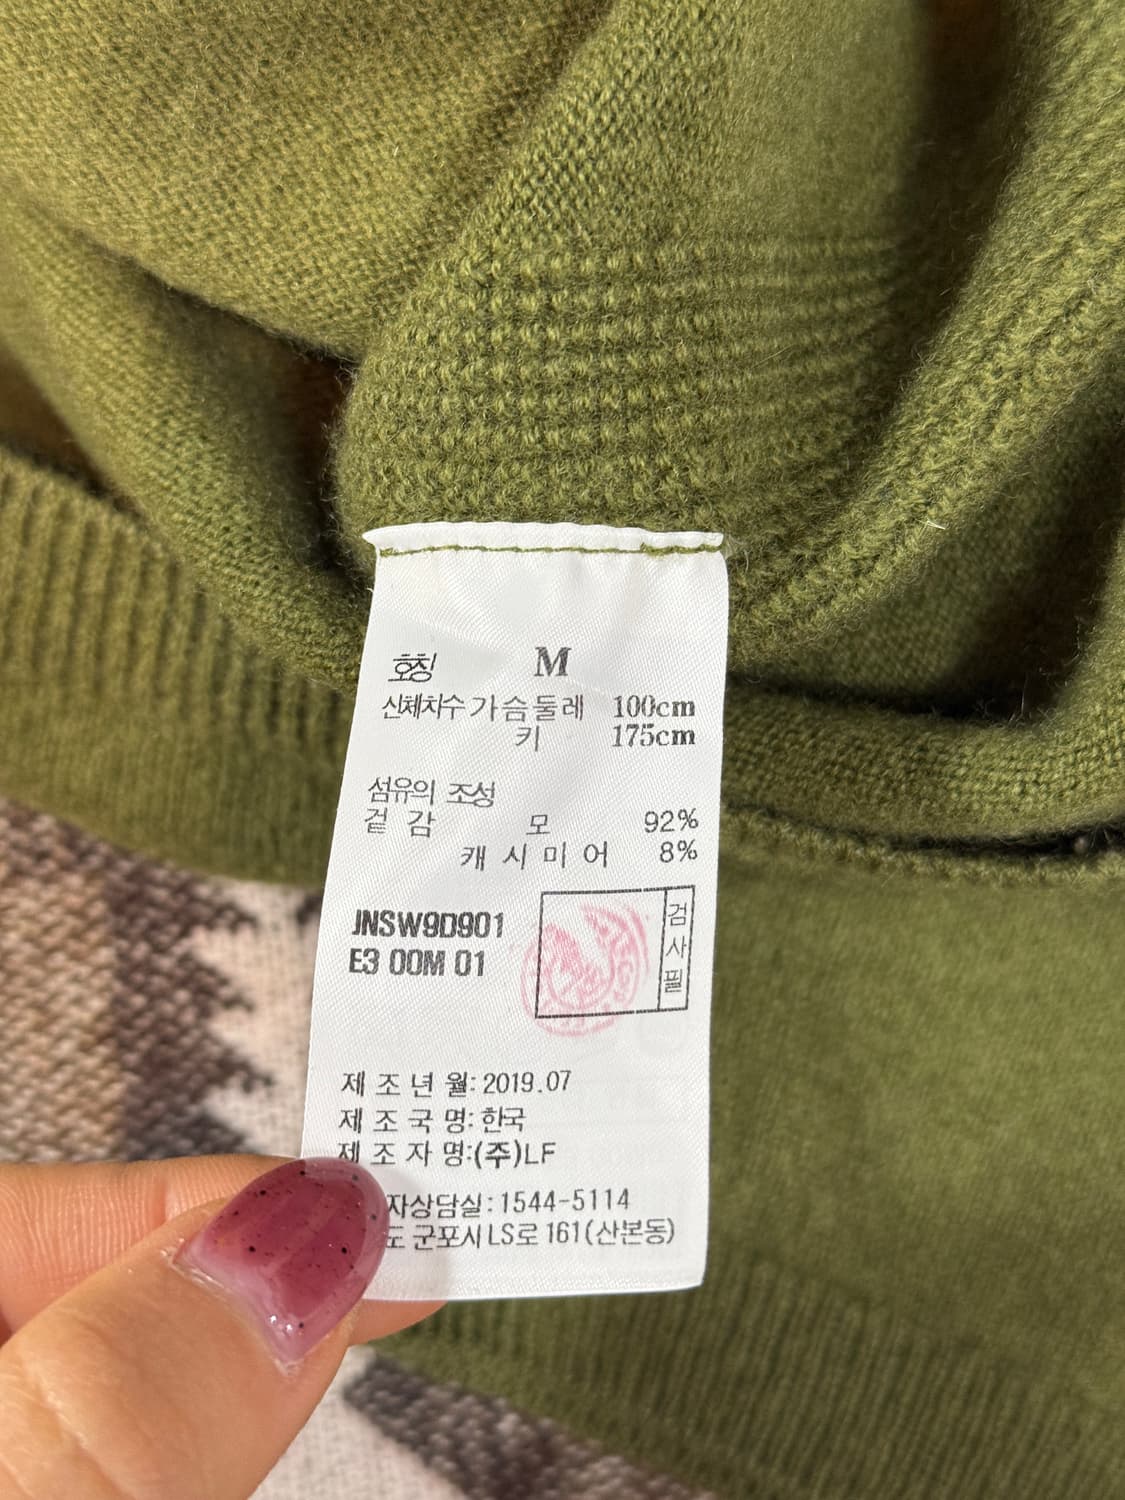 호칭 M
신체치수 가슴둘레 100cm
키 175cm
섬유의 조성
겉 감 모 92%
캐시미어 8%
JNSW9D901
E3 00M 01
검사필
제조년월: 2019.07
제조국명: 한국
제조자명: (주)LF
자상담실: 1544-5114
도 군포시 LS로 161(산본동)